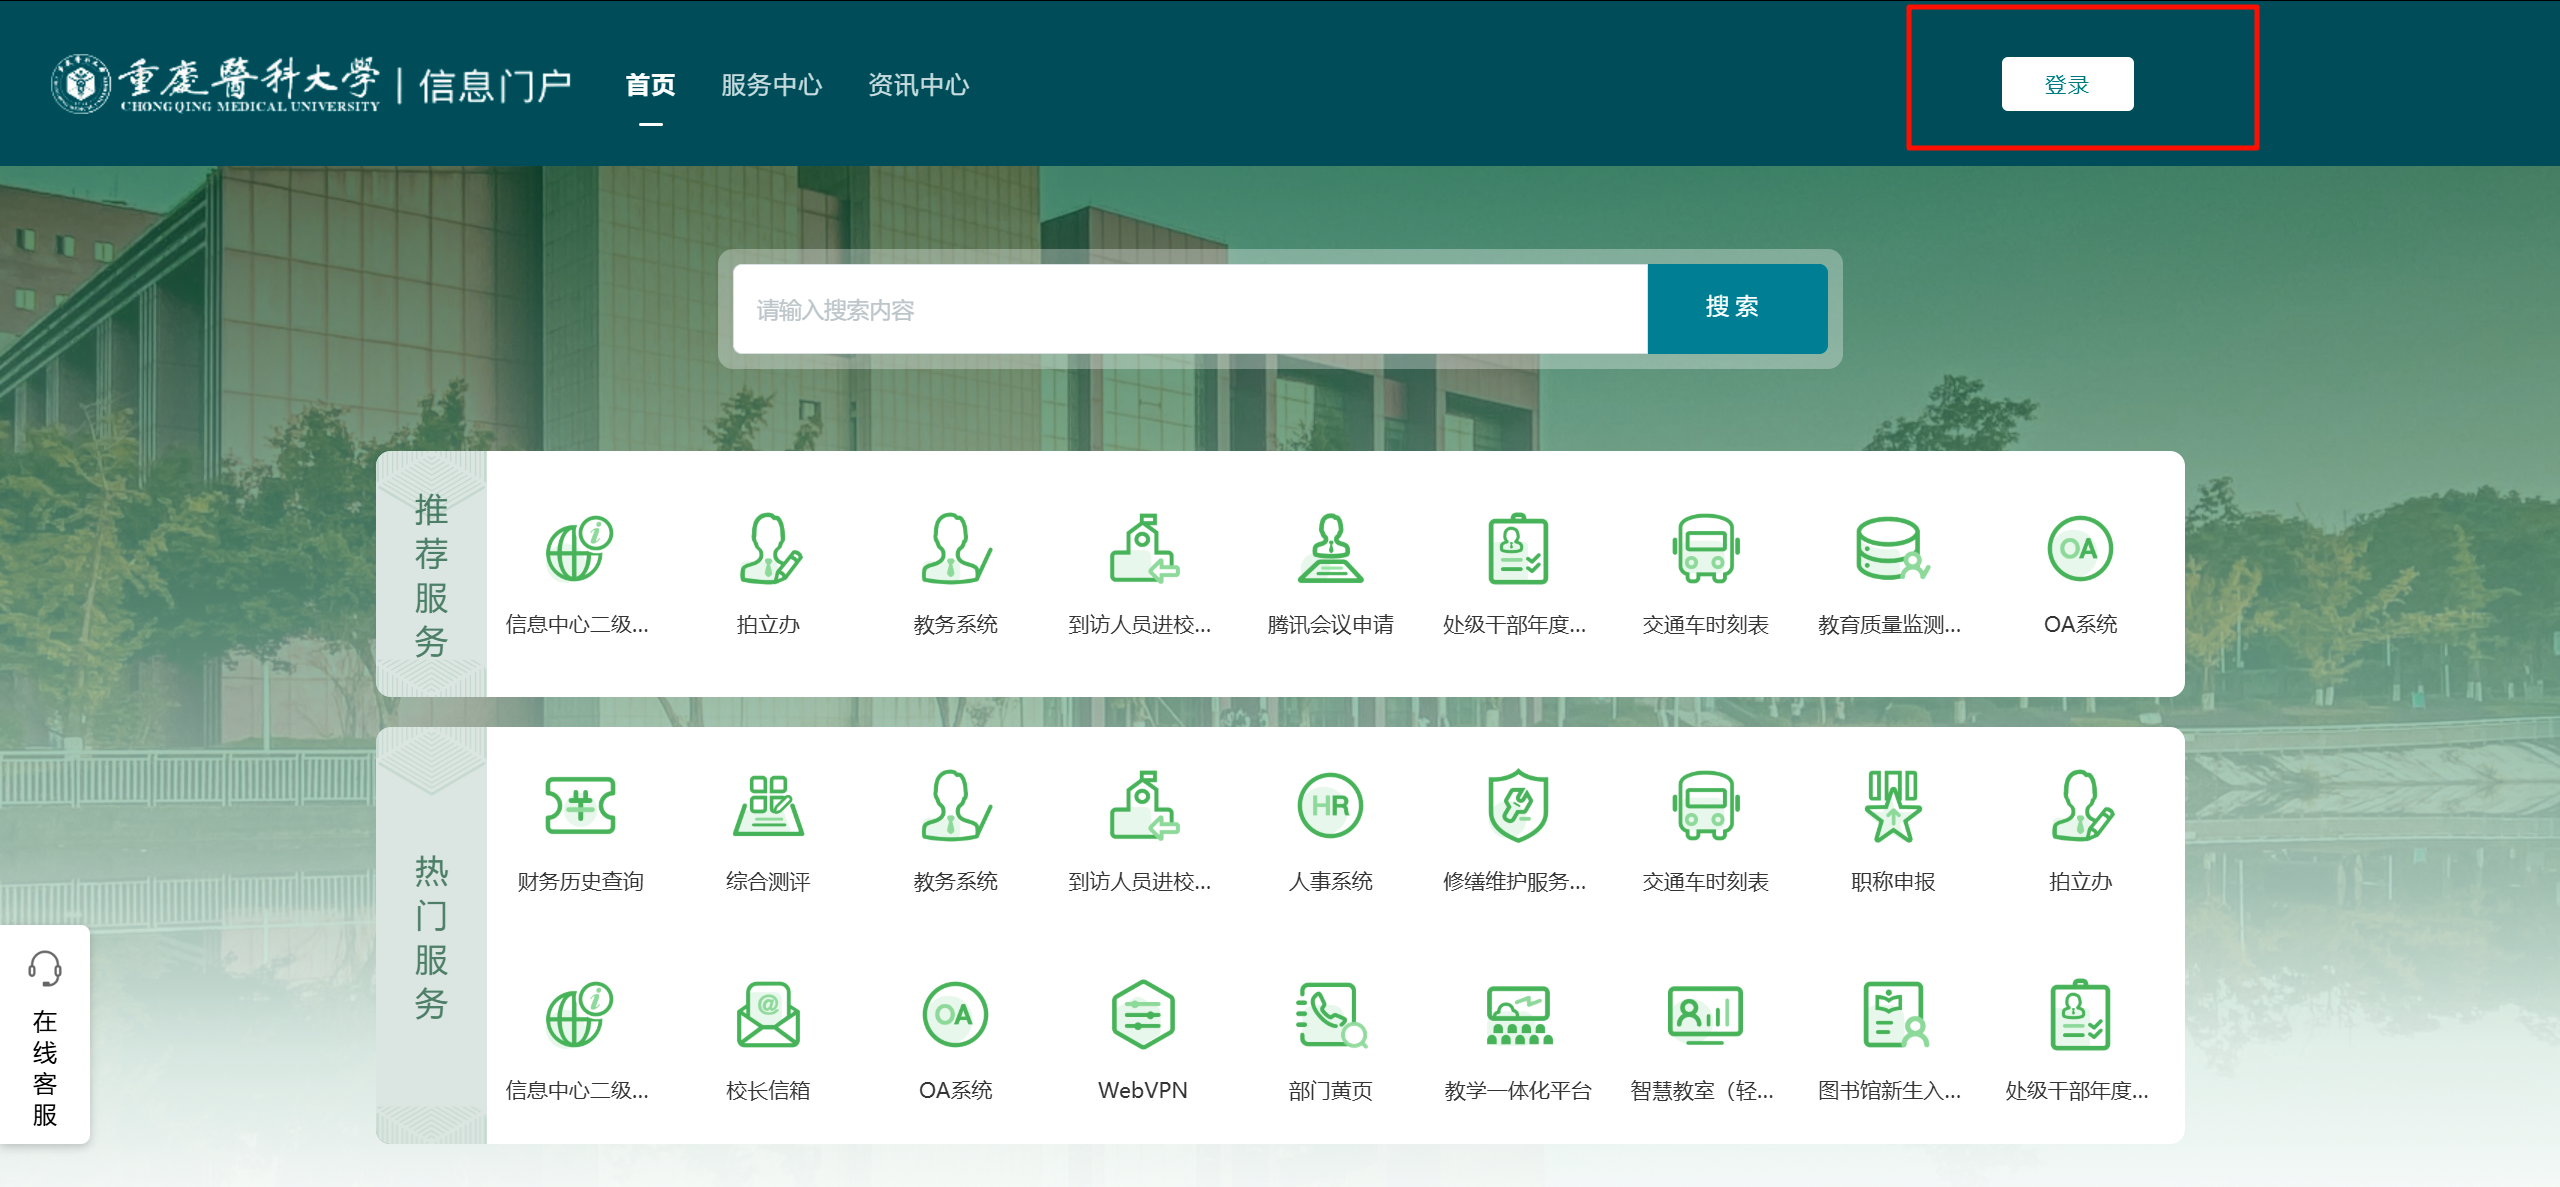 重慶醫科大學
CHONGQING MEDICAL UNIVERSITY
信息门户
首页 服务中心 资讯中心
登录
请输入搜索内容
搜索
推荐服务
信息中心二级... 拍立办 教务系统 到访人员进校... 腾讯会议申请 处级干部年度... 交通车时刻表 教育质量监测... OA系统
热门服务
财务历史查询 综合测评 教务系统 到访人员进校... 人事系统 修缮维护服务... 交通车时刻表 职称申报 拍立办
信息中心二级... 校长信箱 OA系统 WebVPN 部门黄页 教学一体化平台 智慧教室（轻... 图书馆新生入... 处级干部年度...
在线客服